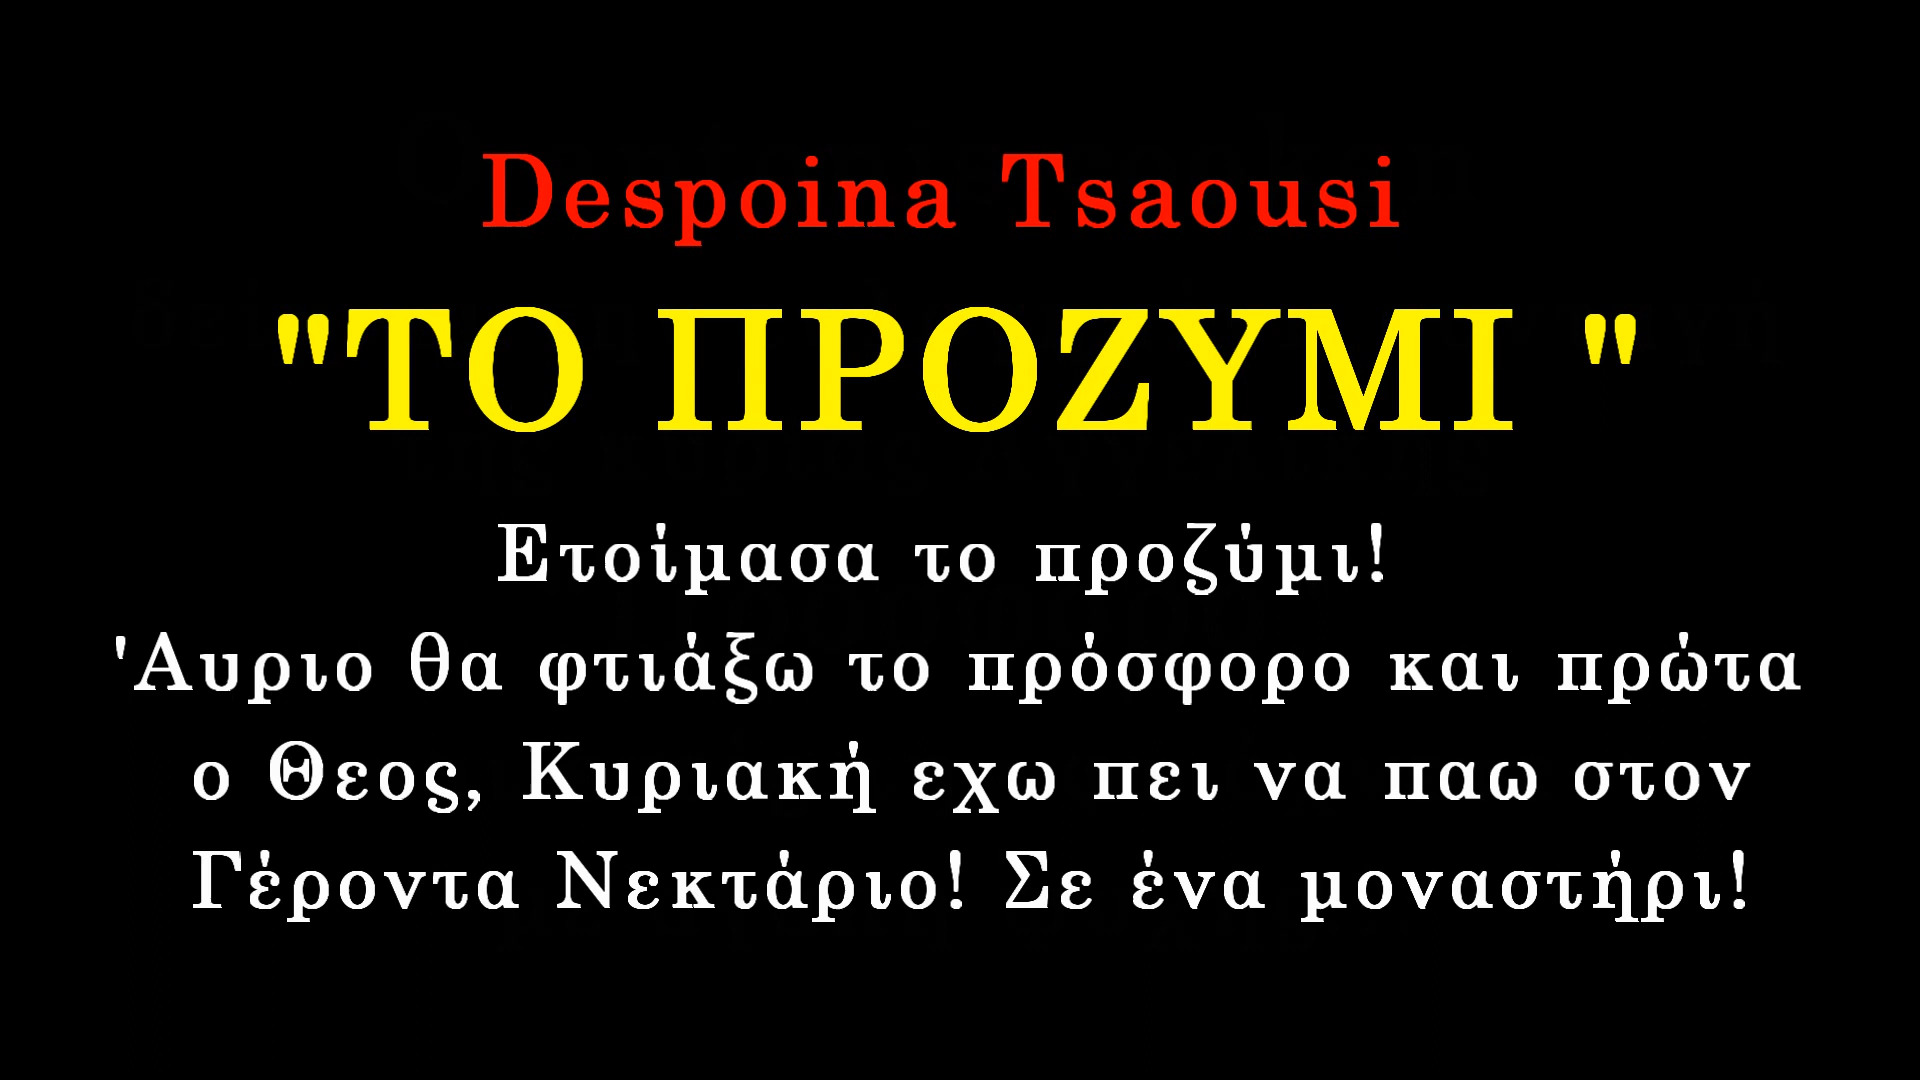 Despoina Tsaousi
"ΤΟ ΠΡΟΖΥΜΙ "
Ετοίμασα το προζύμι!
'Αυριο θα φτιάξω το πρόσφορο και πρώτα
ο Θεος, Κυριακή εχω πει να παω στον
Γέροντα Νεκτάριο! Σε ένα μοναστήρι!